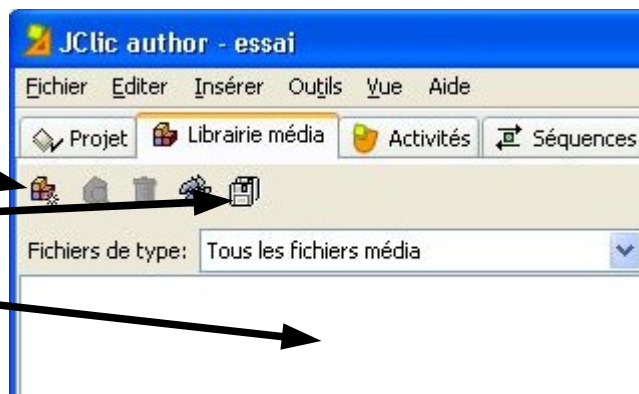 JClic author - essai
Fichier Editer Insérer Outils Vue Aide
Projet Librairie média Activités Séquences
Fichiers de type: Tous les fichiers média